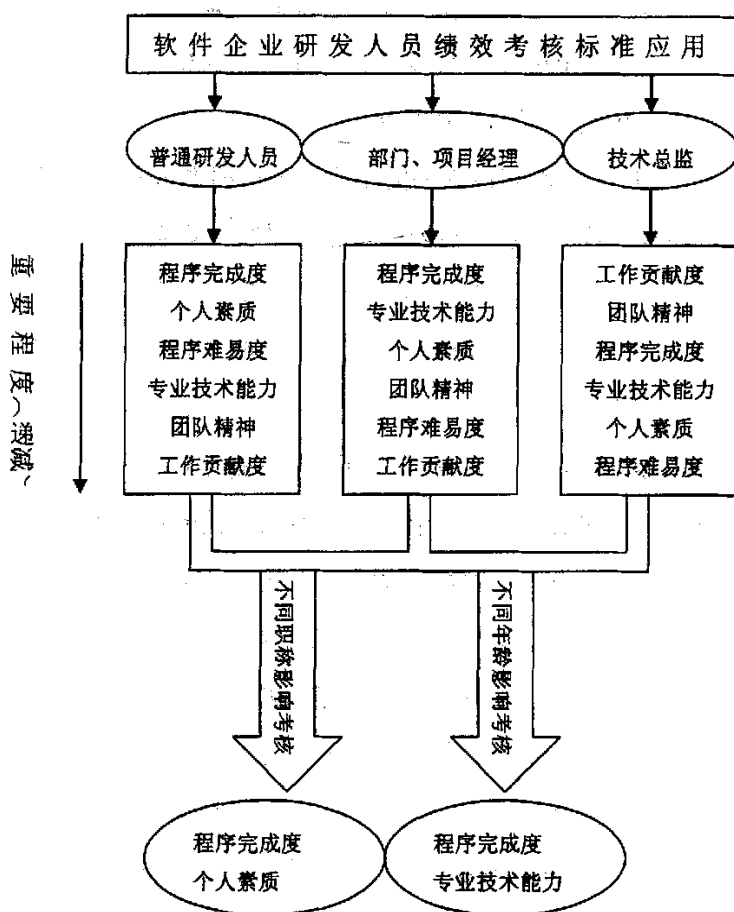 软件企业研发人员绩效考核标准应用
普通研发人员
部门、项目经理
技术总监
重要程度（递减）
程序完成度
个人素质
程序难易度
专业技术能力
团队精神
工作贡献度
程序完成度
专业技术能力
个人素质
团队精神
程序难易度
工作贡献度
工作贡献度
团队精神
程序完成度
专业技术能力
个人素质
程序难易度
不同职称影响考核
不同年龄影响考核
程序完成度
个人素质
程序完成度
专业技术能力